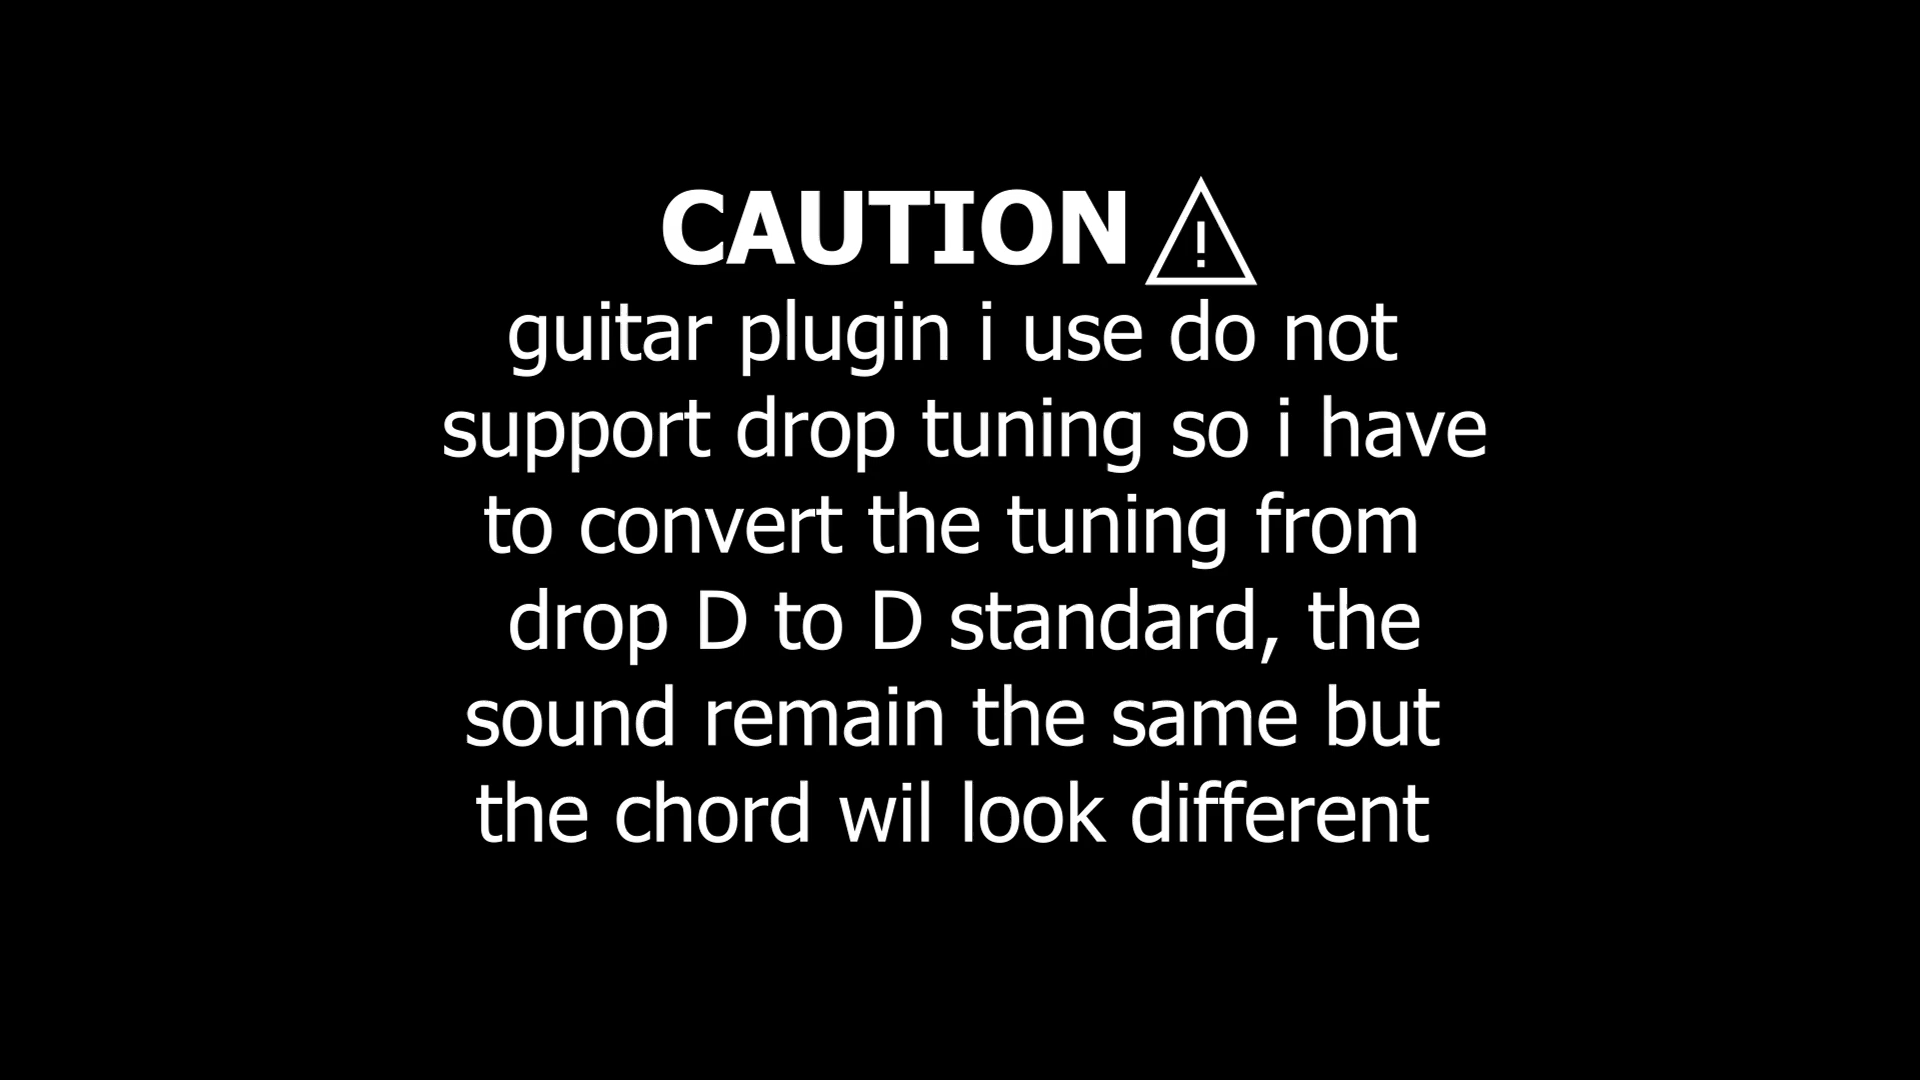 CAUTION ⚠
guitar plugin i use do not
support drop tuning so i have
to convert the tuning from
drop D to D standard, the
sound remain the same but
the chord wil look different